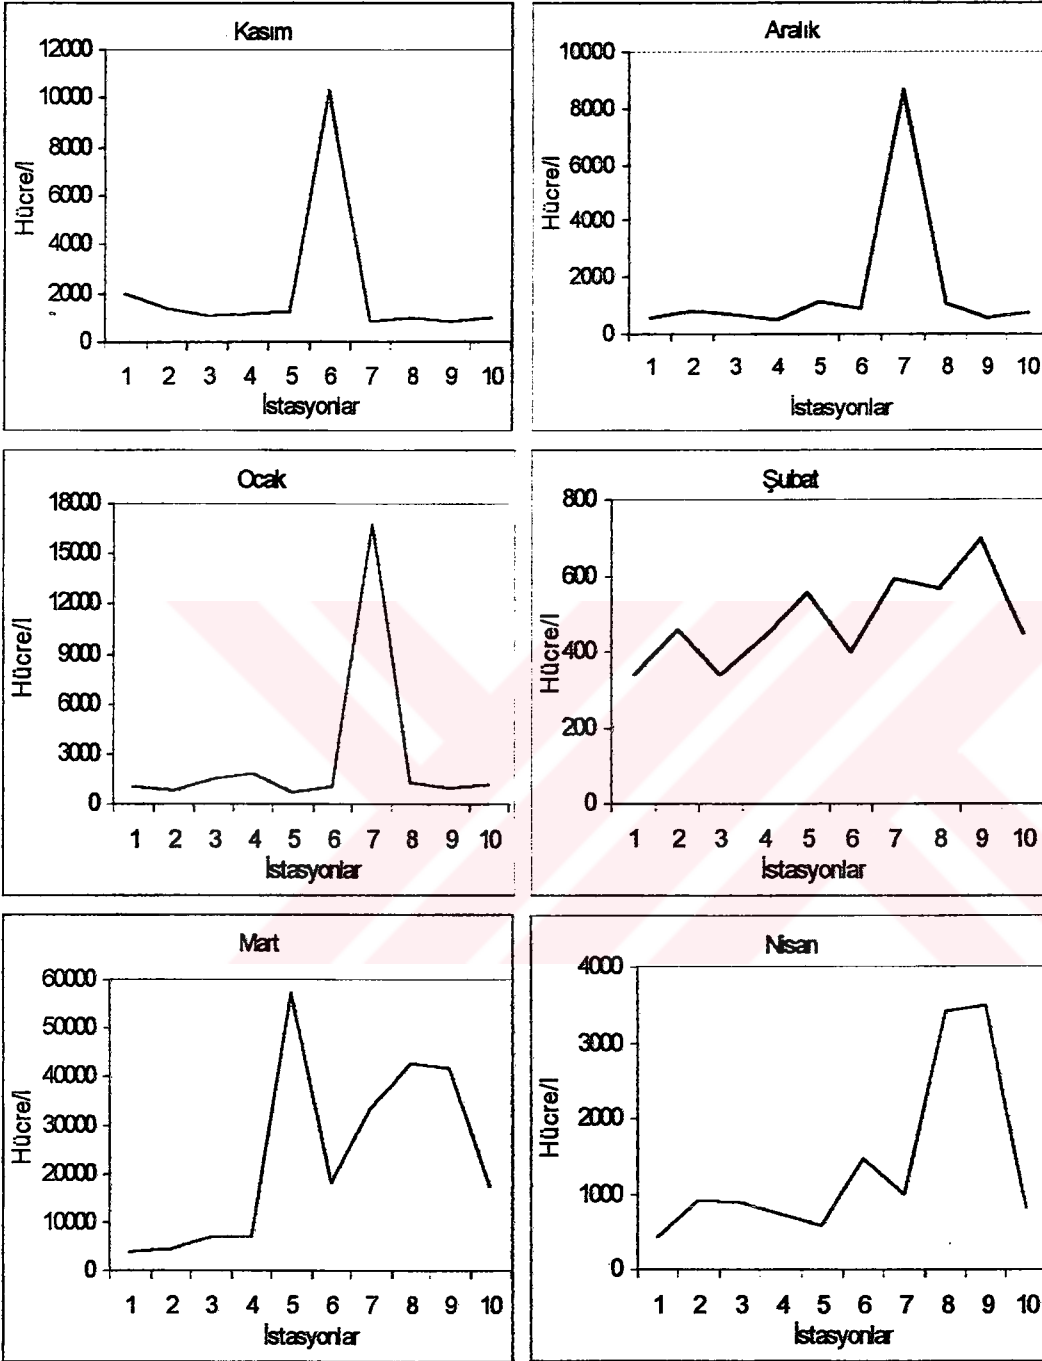 Kasım
12000
10000
8000
6000
4000
2000
0
Hücre/l
1 2 3 4 5 6 7 8 9 10
İstasyonlar
Aralık
10000
8000
6000
4000
2000
0
Hücre/l
1 2 3 4 5 6 7 8 9 10
İstasyonlar
Ocak
18000
15000
12000
9000
6000
3000
0
Hücre/l
1 2 3 4 5 6 7 8 9 10
İstasyonlar
Şubat
800
600
400
200
0
Hücre/l
1 2 3 4 5 6 7 8 9 10
İstasyonlar
Mart
60000
50000
40000
30000
20000
10000
0
Hücre/l
1 2 3 4 5 6 7 8 9 10
İstasyonlar
Nisan
4000
3000
2000
1000
0
Hücre/l
1 2 3 4 5 6 7 8 9 10
İstasyonlar